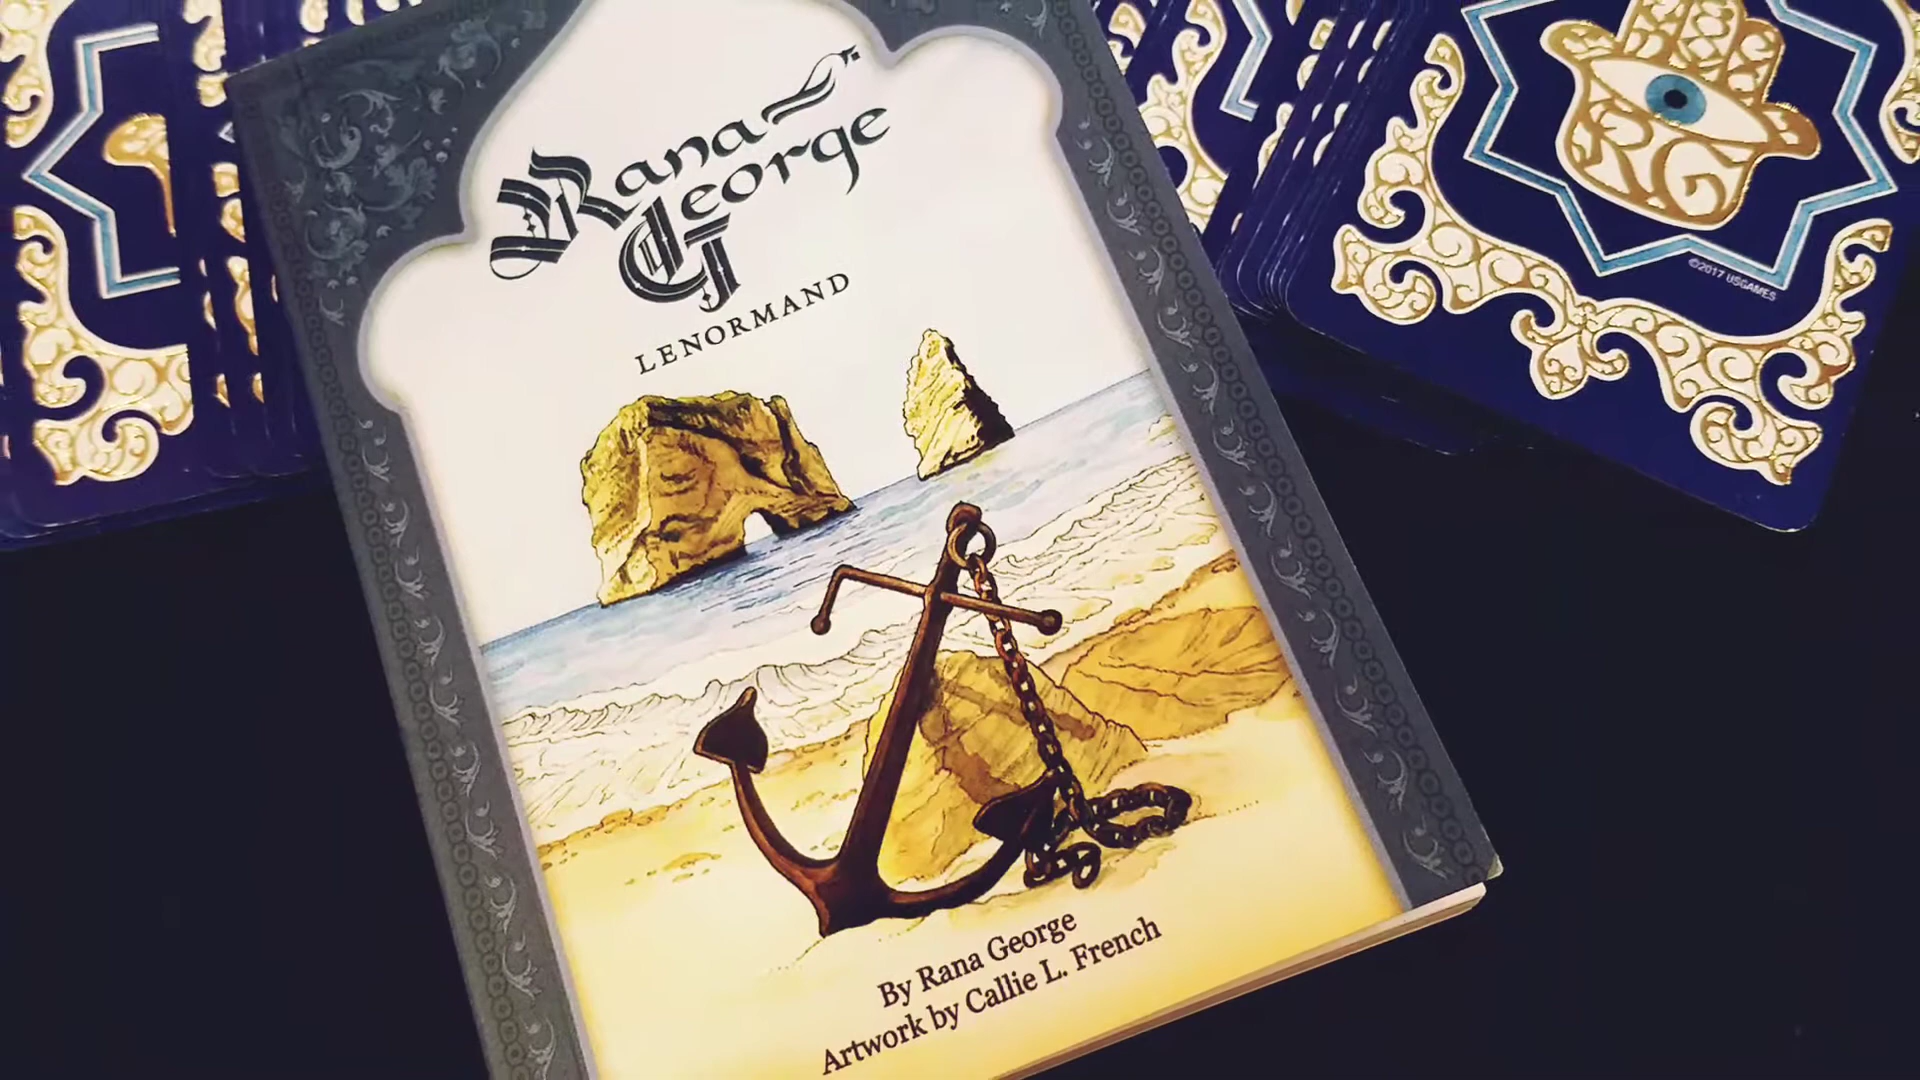 Rana
George
LENORMAND
By Rana George
Artwork by Callie L. French
©2017 USGAMES